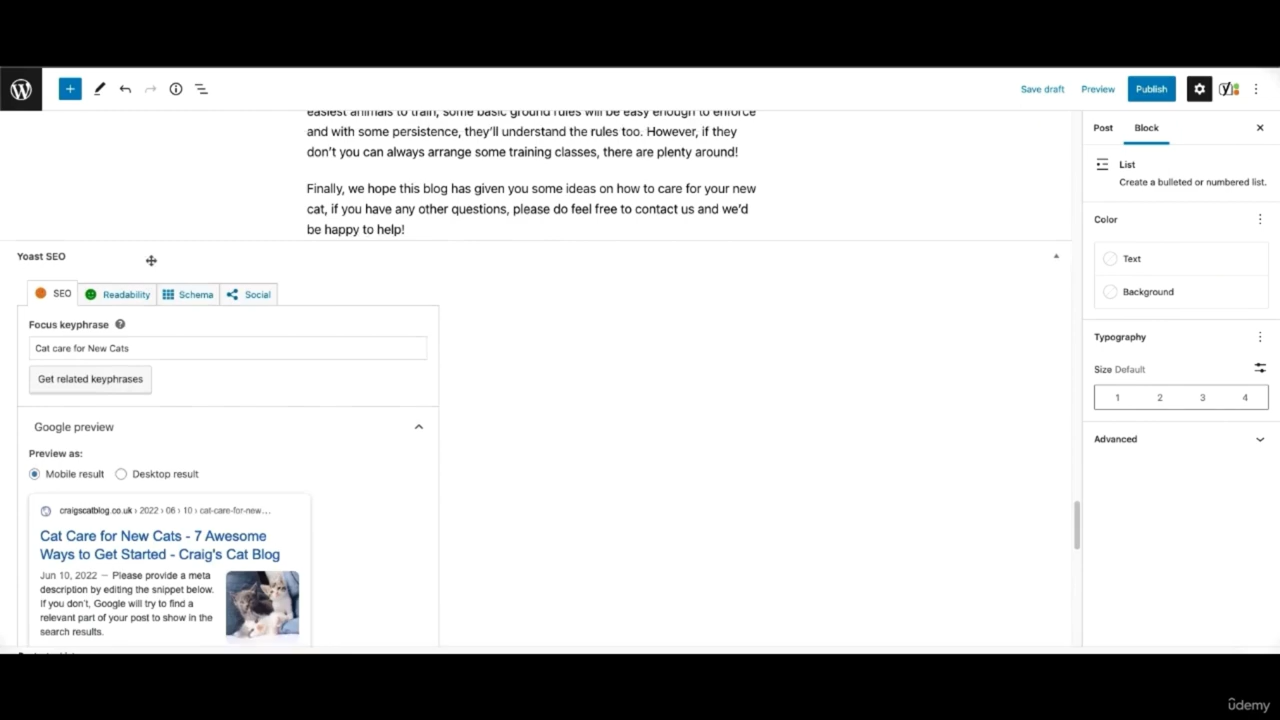 Save draft
Preview
Publish
easiest animals to train, some basic ground rules will be easy enough to enforce
and with some persistence, they'll understand the rules too. However, if they
don't you can always arrange some training classes, there are plenty around!
Finally, we hope this blog has given you some ideas on how to care for your new
cat, if you have any other questions, please do feel free to contact us and we'd
be happy to help!
Yoast SEO
SEO
Readability
Schema
Social
Focus keyphrase
Cat care for New Cats
Get related keyphrases
Google preview
Preview as:
Mobile result
Desktop result
craigscatblog.co.uk › 2022 › 06 › 10 › cat-care-for-new…
Cat Care for New Cats - 7 Awesome
Ways to Get Started - Craig's Cat Blog
Jun 10, 2022 － Please provide a meta
description by editing the snippet below.
If you don't, Google will try to find a
relevant part of your post to show in the
search results.
Post
Block
List
Create a bulleted or numbered list.
Color
Text
Background
Typography
Size Default
1 2 3 4
Advanced
ûdemy